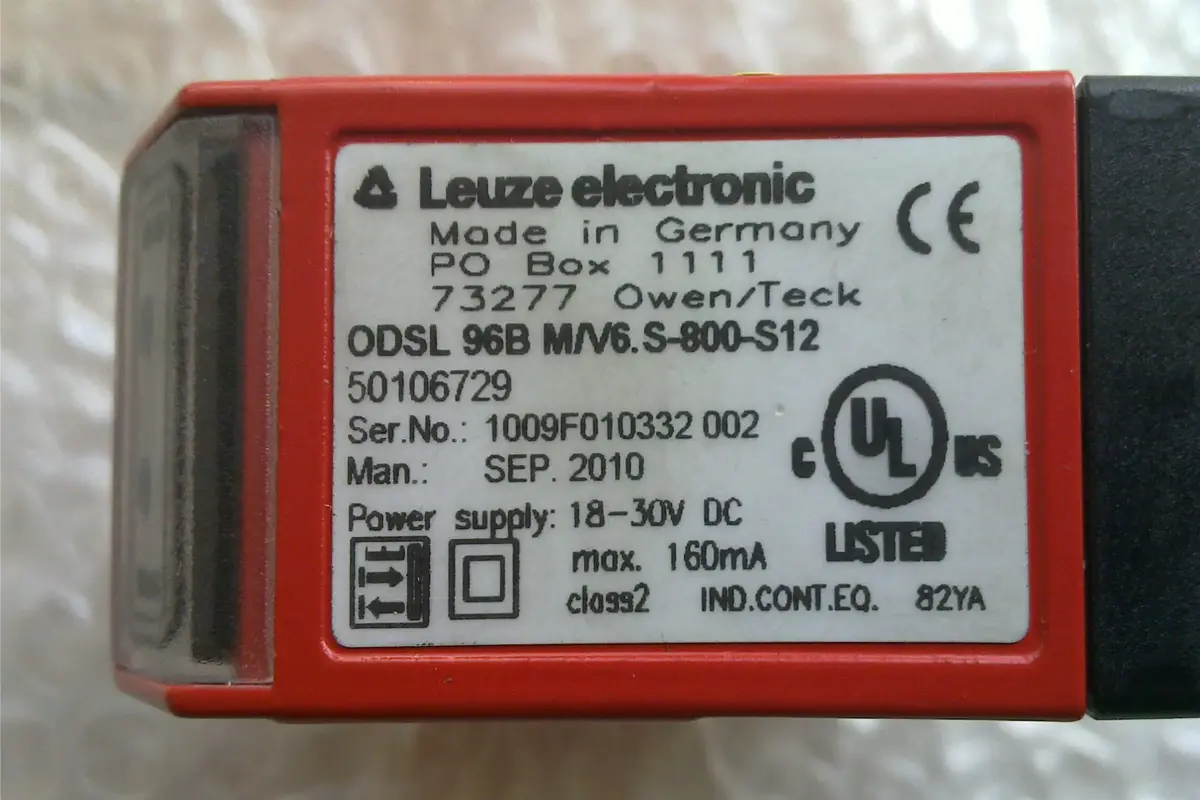 Leuze electronic
Made in Germany
PO Box 1111
73277 Owen/Teck
CE
ODSL 96B M/V6.S-800-S12
50106729
Ser.No.: 1009F010332 002
Man.: SEP. 2010
Power supply: 18-30V DC
max. 160mA
class2
C UL US
LISTED
IND.CONT.EQ. 82YA